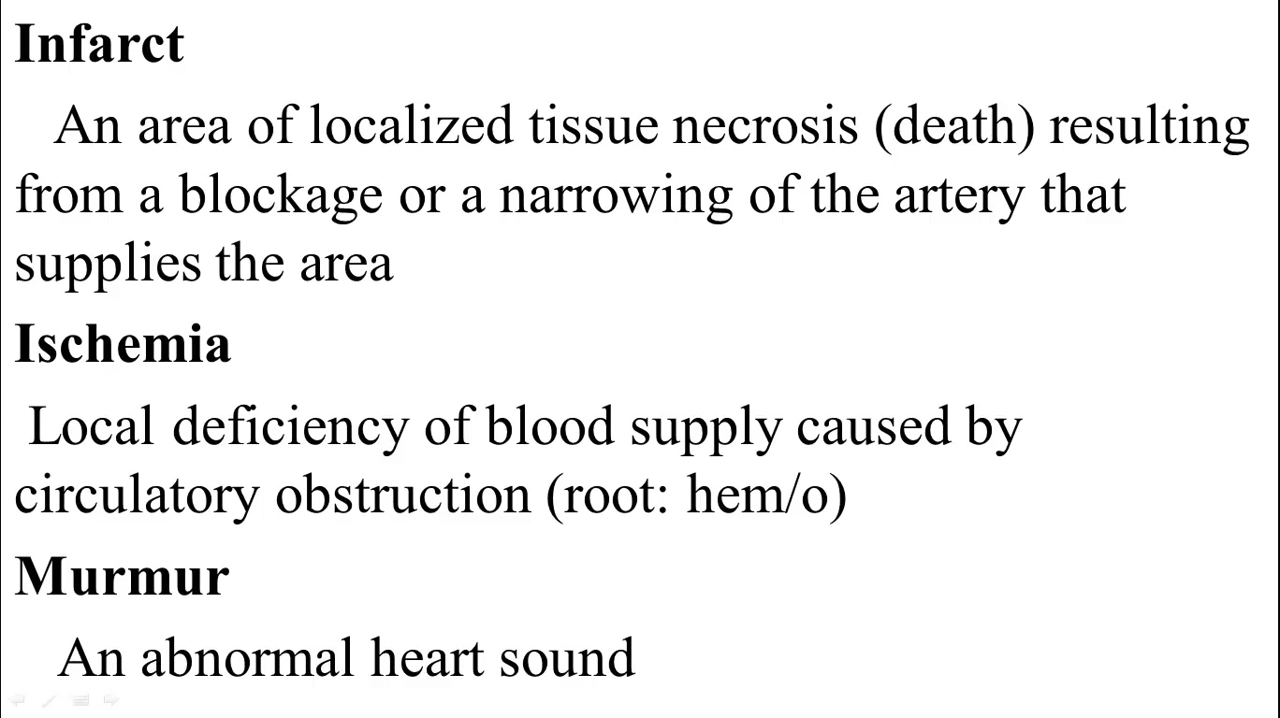 Infarct
An area of localized tissue necrosis (death) resulting
from a blockage or a narrowing of the artery that
supplies the area
Ischemia
Local deficiency of blood supply caused by
circulatory obstruction (root: hem/o)
Murmur
An abnormal heart sound